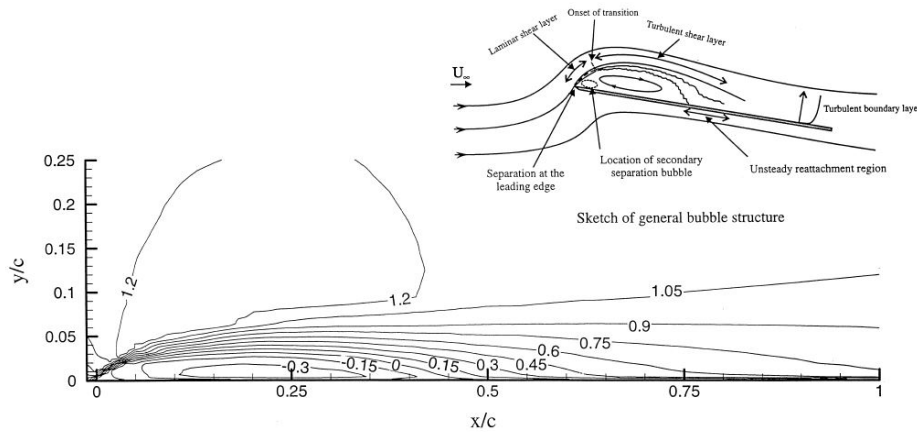 Onset of transition
Laminar shear layer
Turbulent shear layer
U∞
Turbulent boundary laye
Separation at the
leading edge
Location of secondary
separation bubble
Unsteady reattachment region
Sketch of general bubble structure
0.25
0.2
0.15
0.1
0.05
0
y/c
1.2
1.2
1.05
0.9
0.75
0.6
0.45
0.3
0.15
0
-0.15
-0.3
0
0.25
0.5
0.75
1
x/c